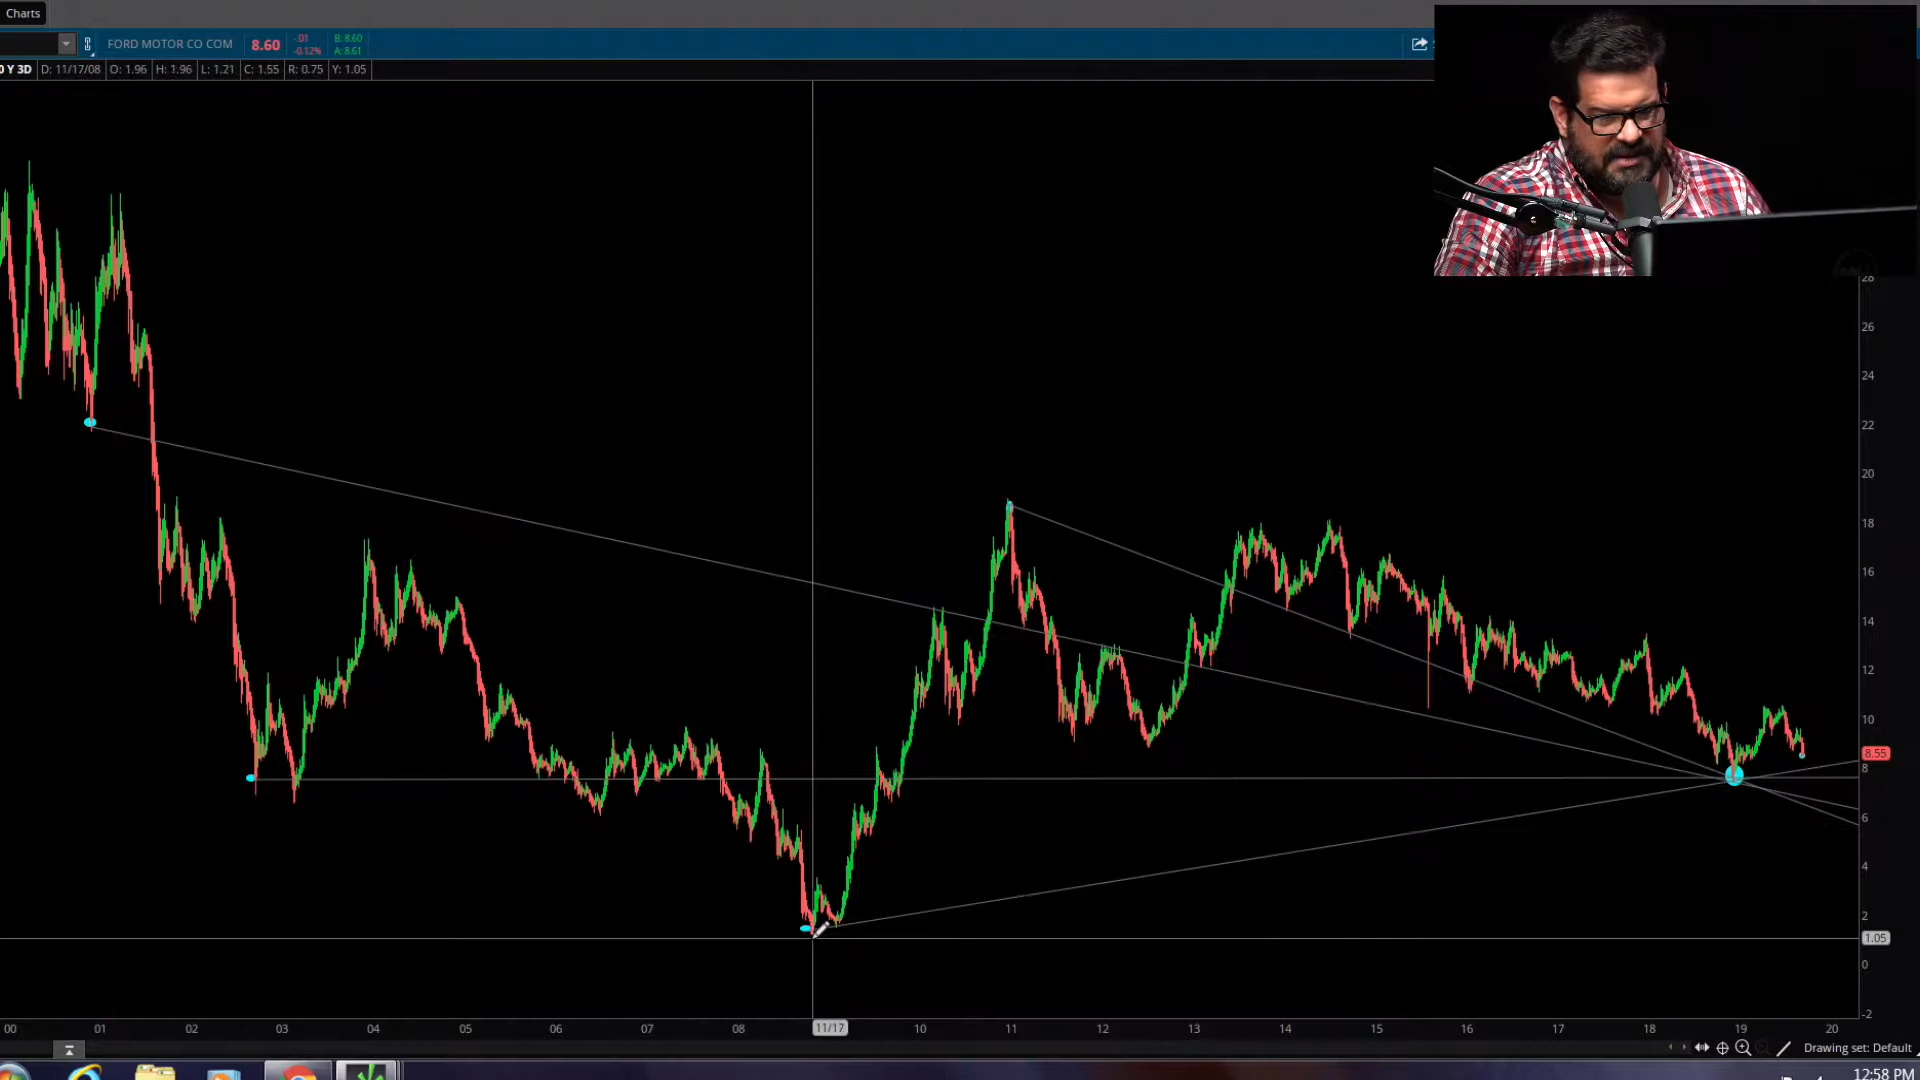 Charts
FORD MOTOR CO COM 8.60 -.01 B: 8.60
-0.12% A: 8.61
0 Y 3D D: 11/17/08 O: 1.96 H: 1.96 L: 1.21 C: 1.55 R: 0.75 Y: 1.05
28
26
24
22
20
18
16
14
12
10
8.55
8
6
4
2
1.05
0
-2
00 01 02 03 04 05 06 07 08 11/17 10 11 12 13 14 15 16 17 18 19 20
Drawing set: Default
12:58 PM